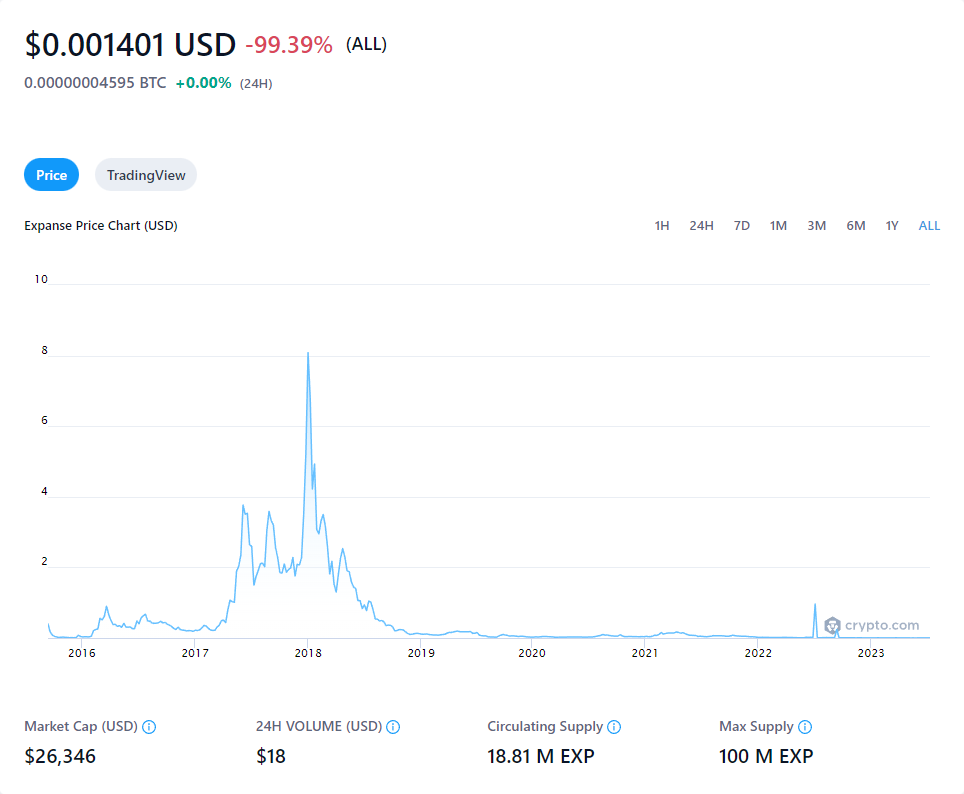 $0.001401 USD -99.39% (ALL)
0.00000004595 BTC +0.00% (24H)
Price TradingView
Expanse Price Chart (USD) 1H 24H 7D 1M 3M 6M 1Y ALL
10
8
6
4
2
crypto.com
2016 2017 2018 2019 2020 2021 2022 2023
Market Cap (USD) 24H VOLUME (USD) Circulating Supply Max Supply
$26,346 $18 18.81 M EXP 100 M EXP